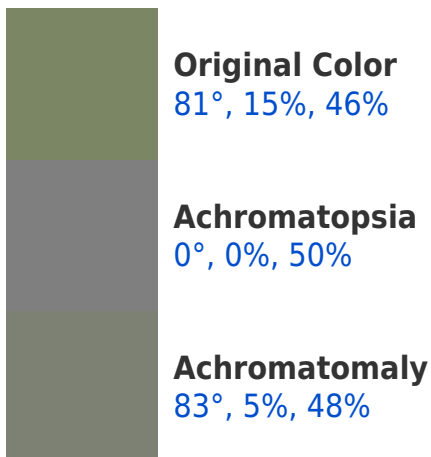 Original Color
81°, 15%, 46%
Achromatopsia
0°, 0%, 50%
Achromatomaly
83°, 5%, 48%